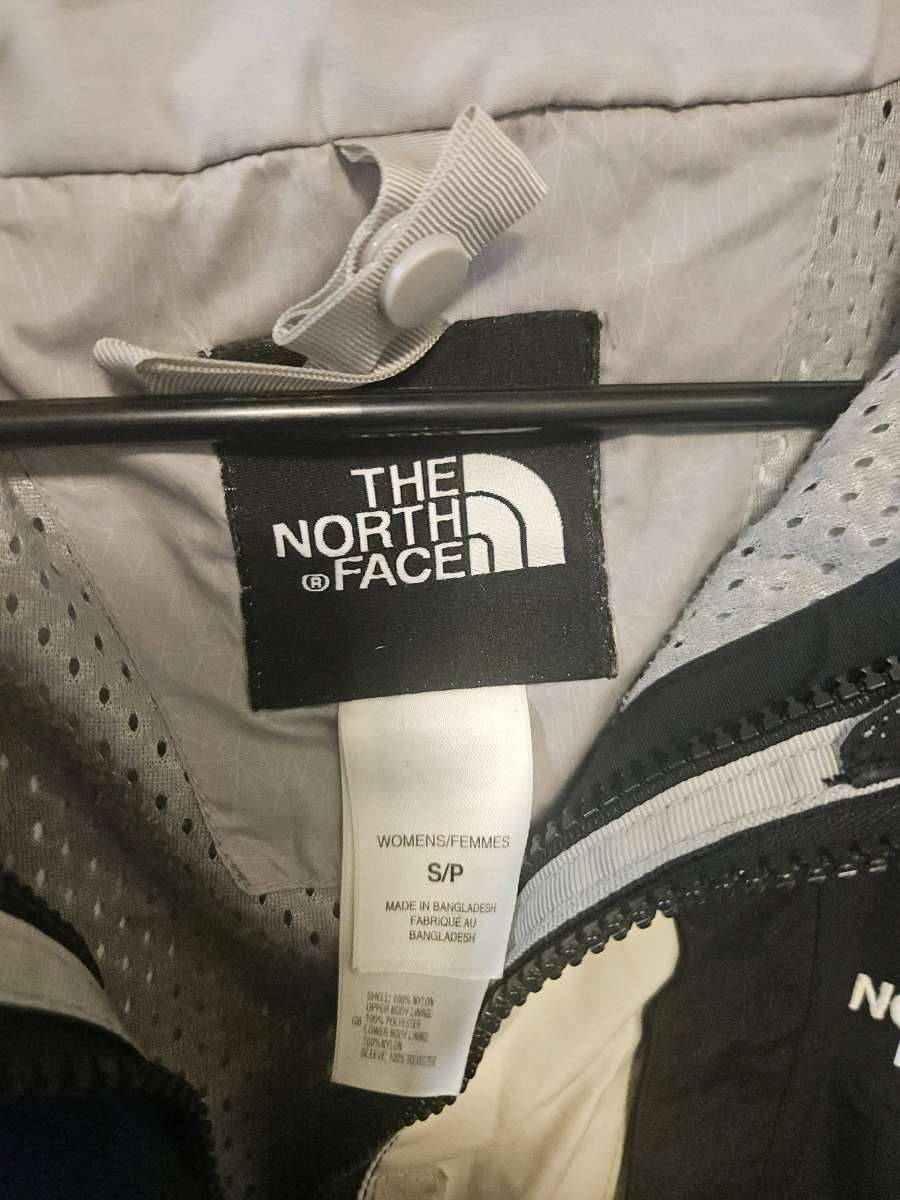 THE
NORTH
® FACE
WOMENS/FEMMES
S/P
MADE IN BANGLADESH
FABRIQUÉ AU
BANGLADESH
SHELL: 100% NYLON
UPPER BODY LINING:
GB 100% POLYESTER
LOWER BODY LINING:
100% NYLON
SLEEVE: 100% POLYESTER